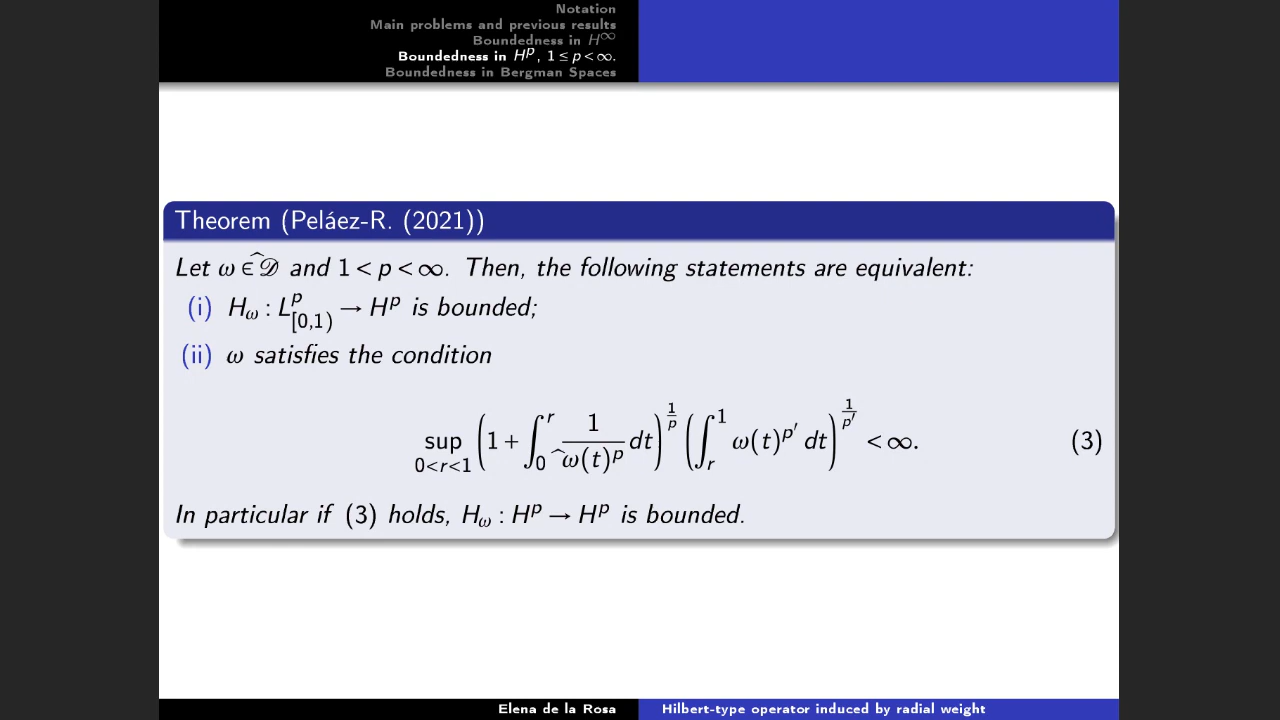 Notation
Main problems and previous results
Boundedness in H^∞
Boundedness in H^p, 1 ≤ p < ∞.
Boundedness in Bergman Spaces
Theorem (Peláez-R. (2021))
Let ω ∈ \widehat{𝒟} and 1 < p < ∞. Then, the following statements are equivalent:
(i) H_ω : L^p_{[0,1)} → H^p is bounded;
(ii) ω satisfies the condition
sup_{0<r<1} (1 + ∫_0^r 1/\widehat{ω}(t)^p dt)^{1/p} (∫_r^1 ω(t)^{p′} dt)^{1/p′} < ∞. (3)
In particular if (3) holds, H_ω : H^p → H^p is bounded.
Elena de la Rosa
Hilbert-type operator induced by radial weight